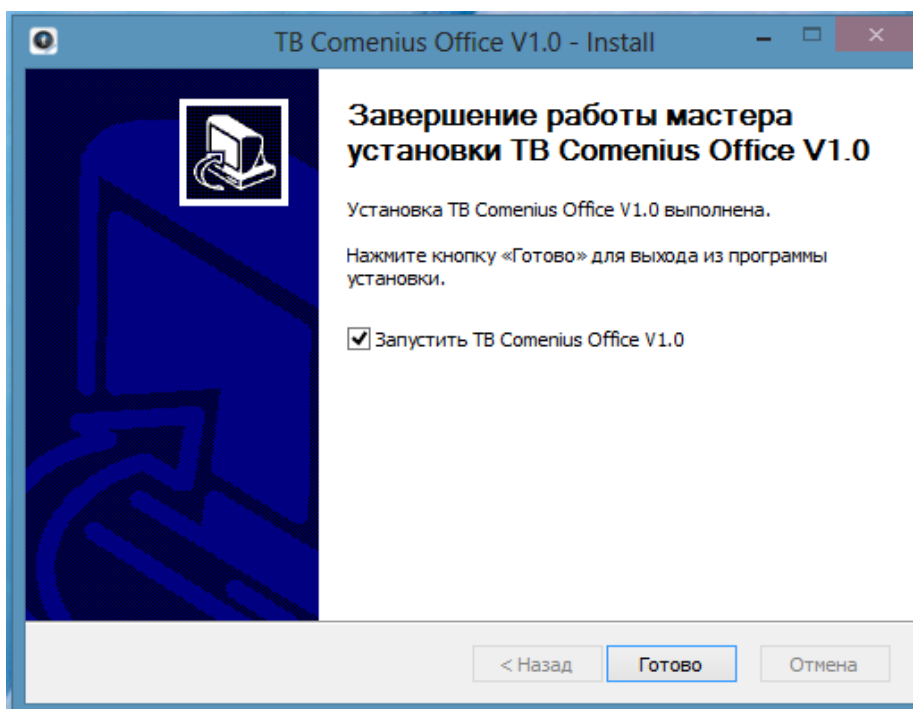 TB Comenius Office V1.0 - Install
Завершение работы мастера
установки TB Comenius Office V1.0
Установка TB Comenius Office V1.0 выполнена.
Нажмите кнопку «Готово» для выхода из программы
установки.
Запустить TB Comenius Office V1.0
< Назад
Готово
Отмена